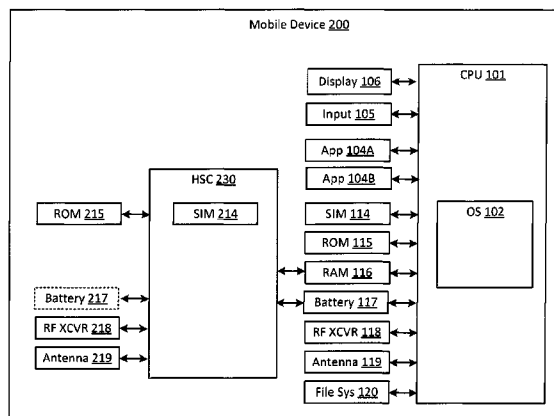 Mobile Device 200
Display 106
CPU 101
Input 105
App 104A
HSC 230
App 104B
ROM 215
SIM 214
SIM 114
OS 102
ROM 115
RAM 116
Battery 217
Battery 117
RF XCVR 218
RF XCVR 118
Antenna 219
Antenna 119
File Sys 120